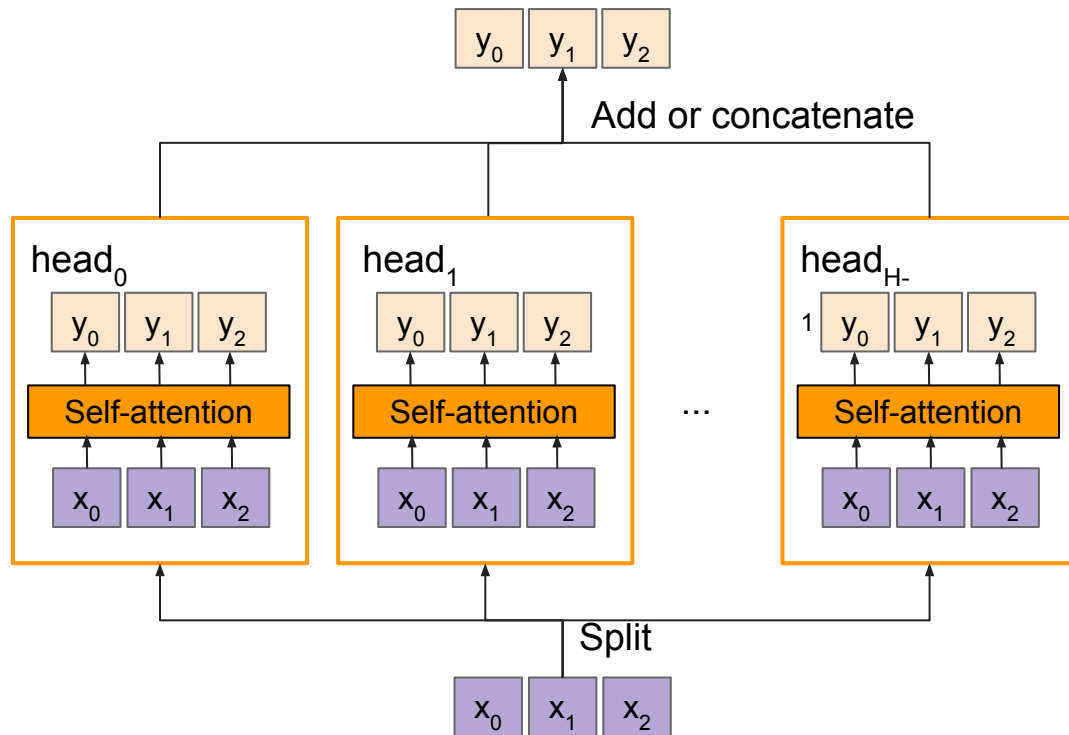 y0 y1 y2
Add or concatenate
head0 head1 headH-1
y0 y1 y2 y0 y1 y2 y0 y1 y2
Self-attention Self-attention ... Self-attention
x0 x1 x2 x0 x1 x2 x0 x1 x2
Split
x0 x1 x2